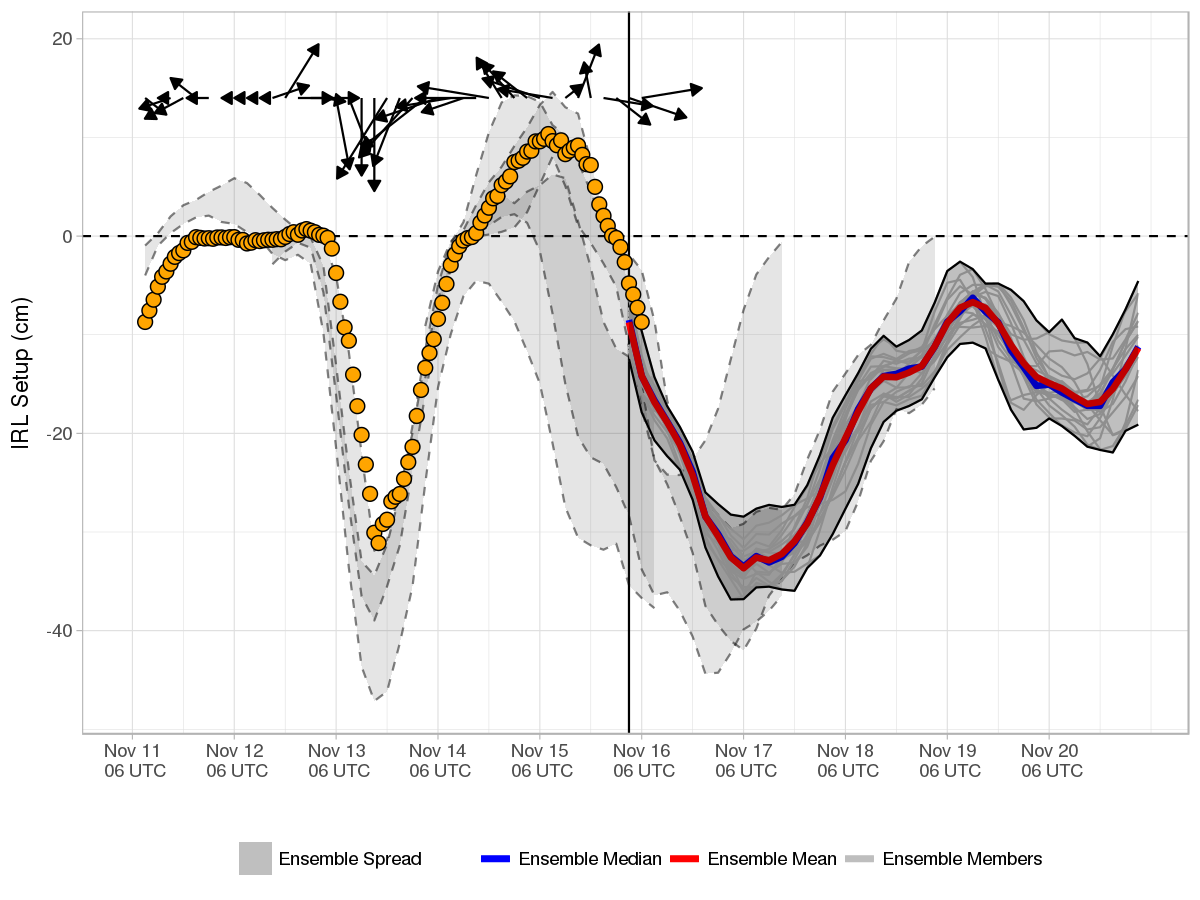 20
0
-20
-40
IRL Setup (cm)
Nov 11 Nov 12 Nov 13 Nov 14 Nov 15 Nov 16 Nov 17 Nov 18 Nov 19 Nov 20
06 UTC 06 UTC 06 UTC 06 UTC 06 UTC 06 UTC 06 UTC 06 UTC 06 UTC 06 UTC
Ensemble Spread Ensemble Median Ensemble Mean Ensemble Members